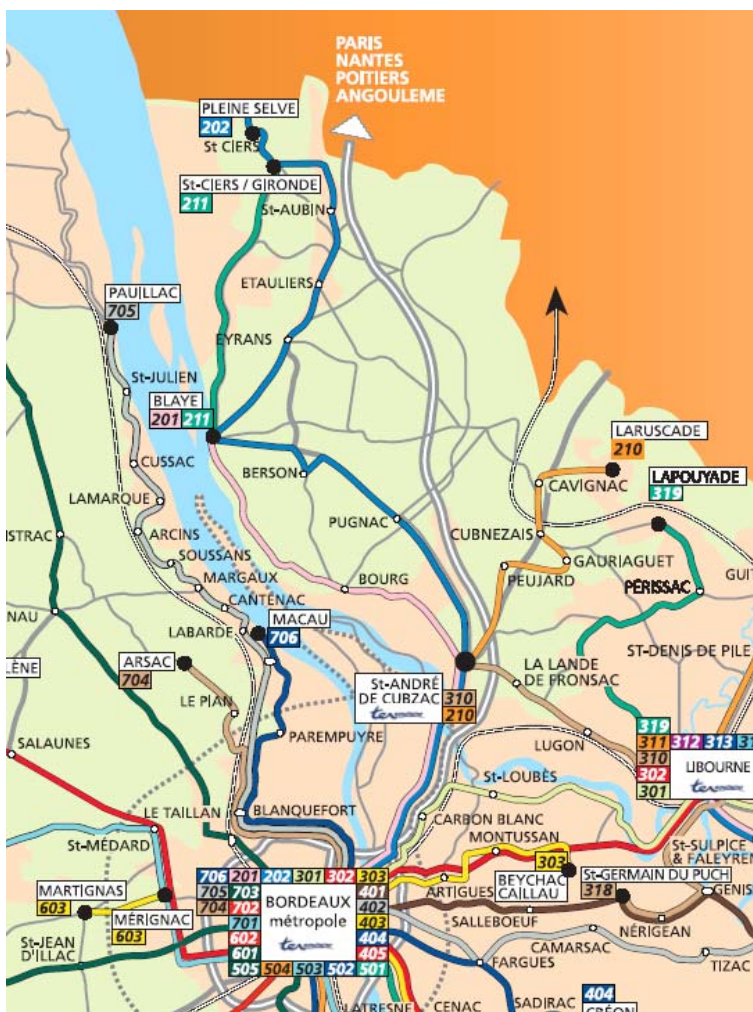 PARIS
NANTES
POITIERS
ANGOULEME
PLEINE SELVE
202
St CIERS
St-CIERS / GIRONDE
211
St-AUBIN
ETAULIERS
PAUILLAC
705
EYRANS
St-JULIEN
BLAYE
201 211
LARUSCADE
210
CUSSAC
BERSON
CAVIGNAC
LAPOUYADE
319
LAMARQUE
PUGNAC
ISTRAC
ARCINS
CUBNEZAIS
SOUSSANS
GAURIAGUET
GUIT
MARGAUX
BOURG
PEUJARD
PÉRISSAC
CANTENAC
NAU
MACAU
706
LABARDE
ARSAC
704
ST-DENIS DE PILE
LÈNE
LA LANDE
DE FRONSAC
St-ANDRÉ
DE CUBZAC
310
210
LE PIAN
319
311 312 313
310
302
301
LIBOURNE
PAREMPUYRE
LUGON
SALAUNES
St-LOUBÈS
LE TAILLAN
BLANQUEFORT
CARBON BLANC
St-MÉDARD
MONTUSSAN
St-SULPICE
& FALEYREN
303
BEYCHAC
CAILLAU
St-GERMAIN DU PUCH
318
706 201 202 301 302 303
705 703 401
704 702 402
701 403
602 404
601 405
505 504 503 502 501
BORDEAUX
métropole
ARTIGUES
GENIS
MARTIGNAS
603
MÉRIGNAC
603
SALLEBOEUF
NÉRIGEAN
St-JEAN
D'ILLAC
CAMARSAC
FARGUES
TIZAC
404
LATRESNE
CENAC
SADIRAC
CRÉON